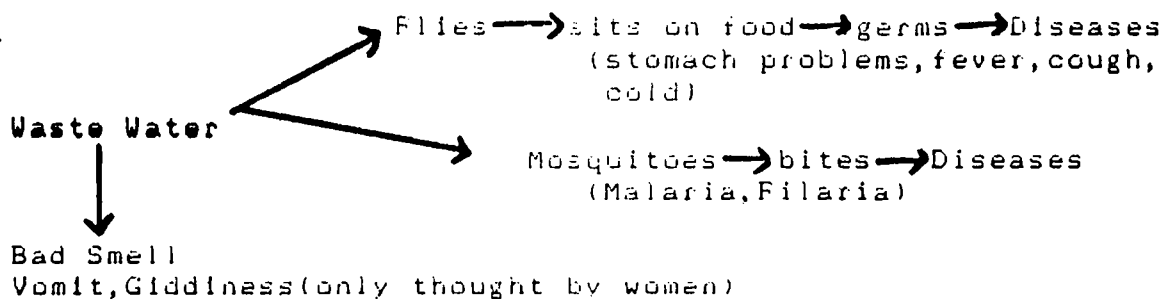 Flies → sits on food → germs → Diseases
(stomach problems, fever, cough,
cold)
Waste Water
Mosquitoes → bites → Diseases
(Malaria, Filaria)
Bad Smell
Vomit, Giddiness(only thought by women)